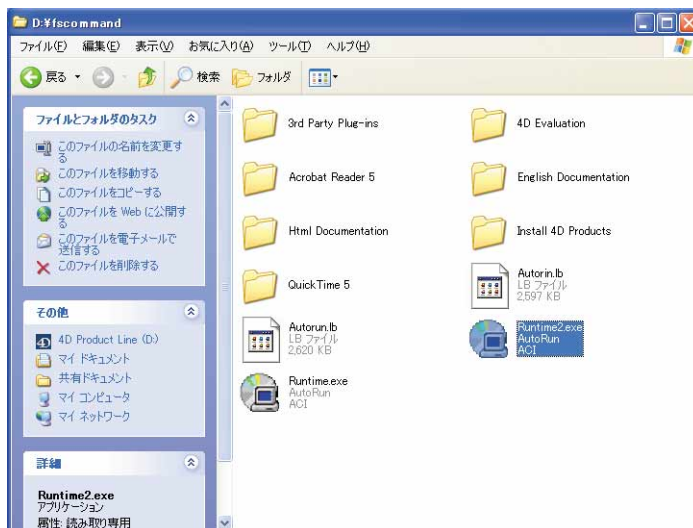 D:¥fscommand
ファイル(F) 編集(E) 表示(V) お気に入り(A) ツール(T) ヘルプ(H)
戻る 検索 フォルダ
ファイルとフォルダのタスク
このファイルの名前を変更す
る
このファイルを移動する
このファイルをコピーする
このファイルを Web に公開す
る
このファイルを電子メールで
送信する
このファイルを削除する
その他
4D Product Line (D:)
マイ ドキュメント
共有ドキュメント
マイ コンピュータ
マイ ネットワーク
詳細
Runtime2.exe
アプリケーション
属性: 読み取り専用
3rd Party Plug-ins
4D Evaluation
Acrobat Reader 5
English Documentation
Html Documentation
Install 4D Products
QuickTime 5
Autorin.lb
LB ファイル
2,597 KB
Autorun.lb
LB ファイル
2,620 KB
Runtime2.exe
AutoRun
ACI
Runtime.exe
AutoRun
ACI